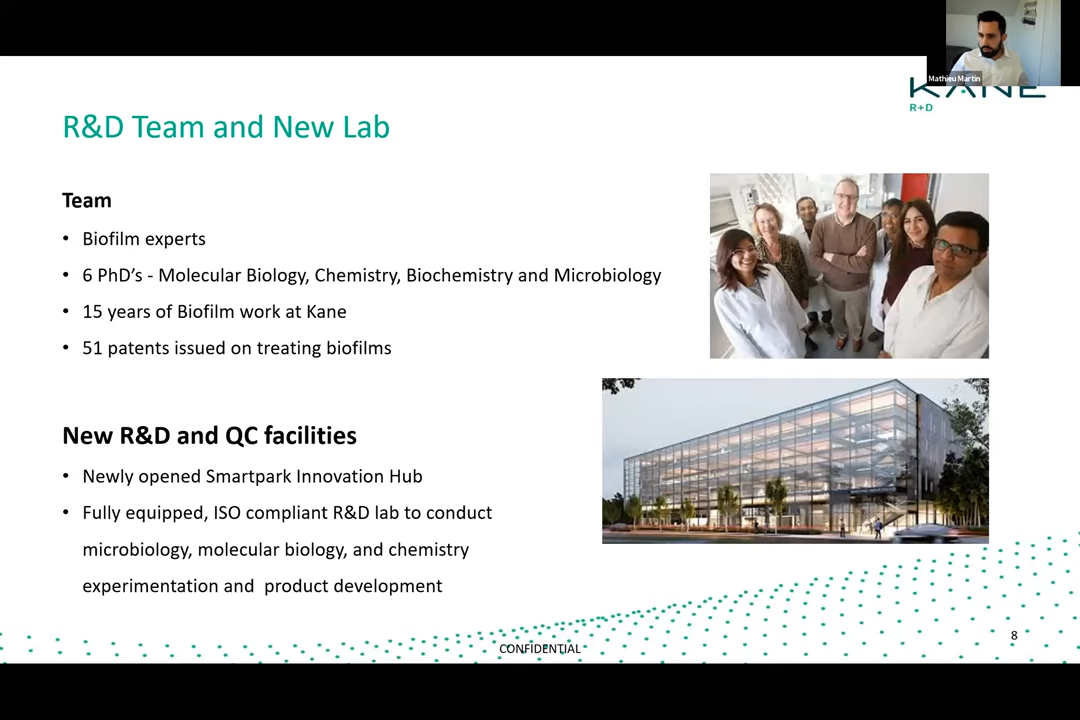 Mathieu Martin
KANE
R+D
R&D Team and New Lab
Team
• Biofilm experts
• 6 PhD’s - Molecular Biology, Chemistry, Biochemistry and Microbiology
• 15 years of Biofilm work at Kane
• 51 patents issued on treating biofilms
New R&D and QC facilities
• Newly opened Smartpark Innovation Hub
• Fully equipped, ISO compliant R&D lab to conduct
microbiology, molecular biology, and chemistry
experimentation and  product development
8
CONFIDENTIAL